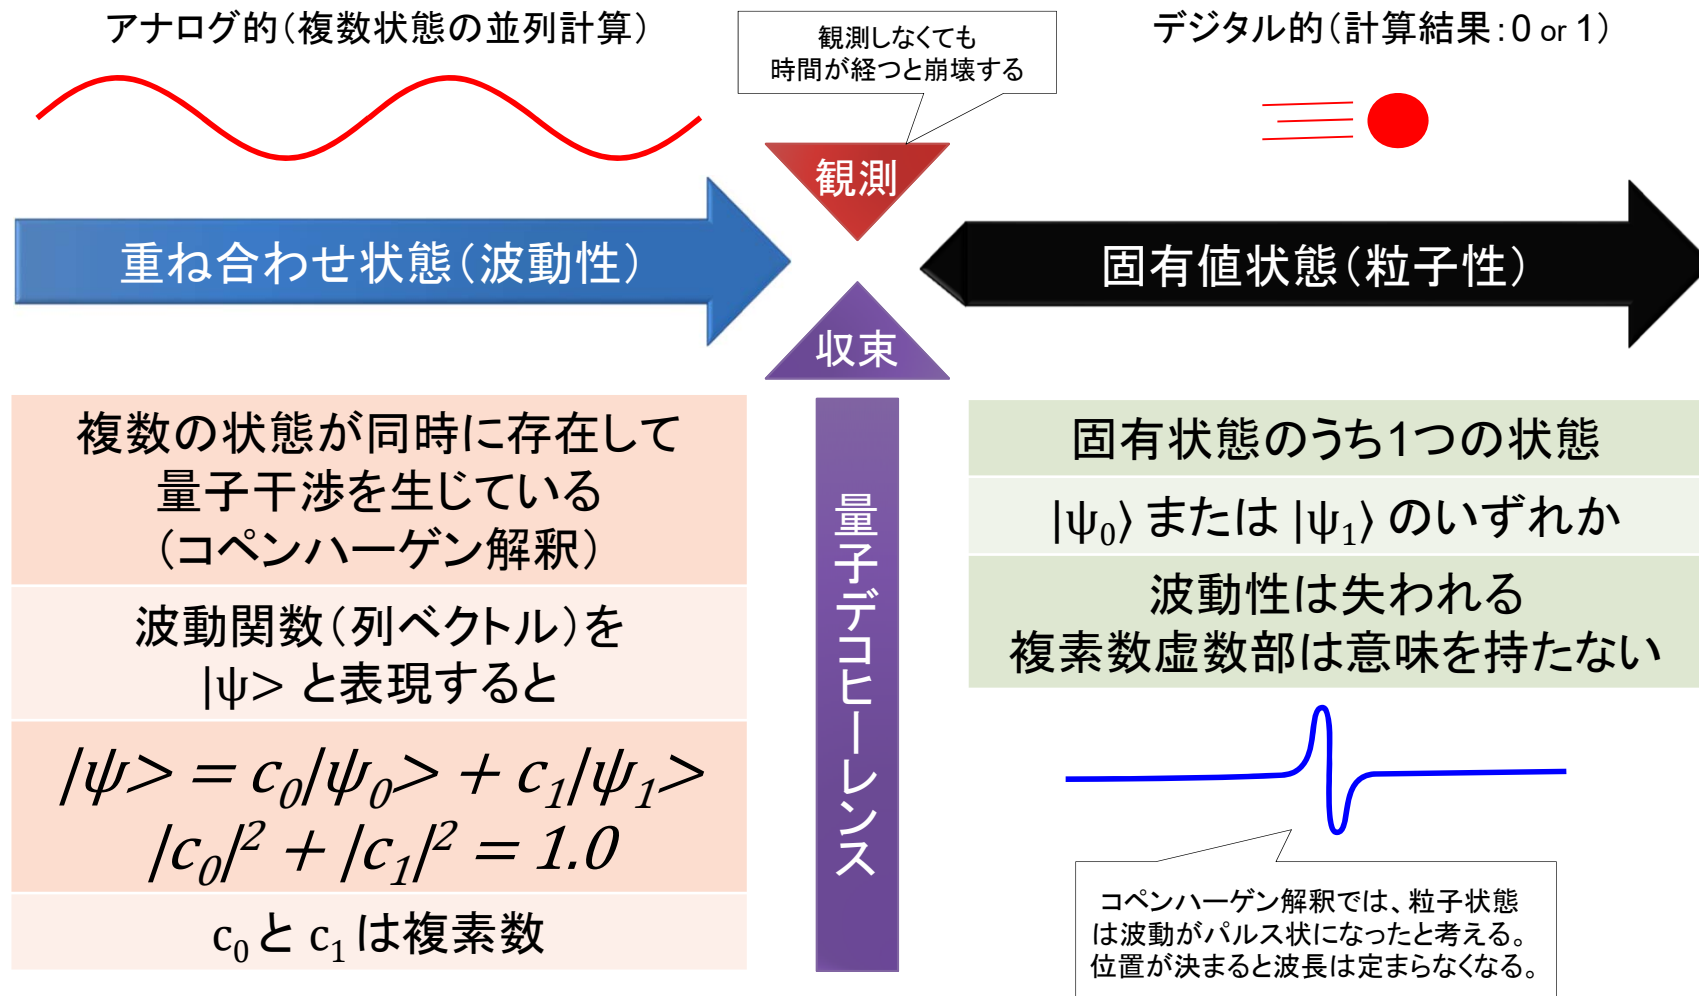 アナログ的（複数状態の並列計算）
観測しなくても
時間が経つと崩壊する
デジタル的（計算結果：0 or 1）
観測
重ね合わせ状態（波動性）
固有値状態（粒子性）
収束
複数の状態が同時に存在して
量子干渉を生じている
（コペンハーゲン解釈）
波動関数（列ベクトル）を
|ψ> と表現すると
|ψ> = c₀|ψ₀> + c₁|ψ₁>
|c₀|² + |c₁|² = 1.0
c₀ と c₁ は複素数
量子デコヒーレンス
固有状態のうち1つの状態
|ψ₀⟩ または |ψ₁⟩ のいずれか
波動性は失われる
複素数虚数部は意味を持たない
コペンハーゲン解釈では、粒子状態
は波動がパルス状になったと考える。
位置が決まると波長は定まらなくなる。